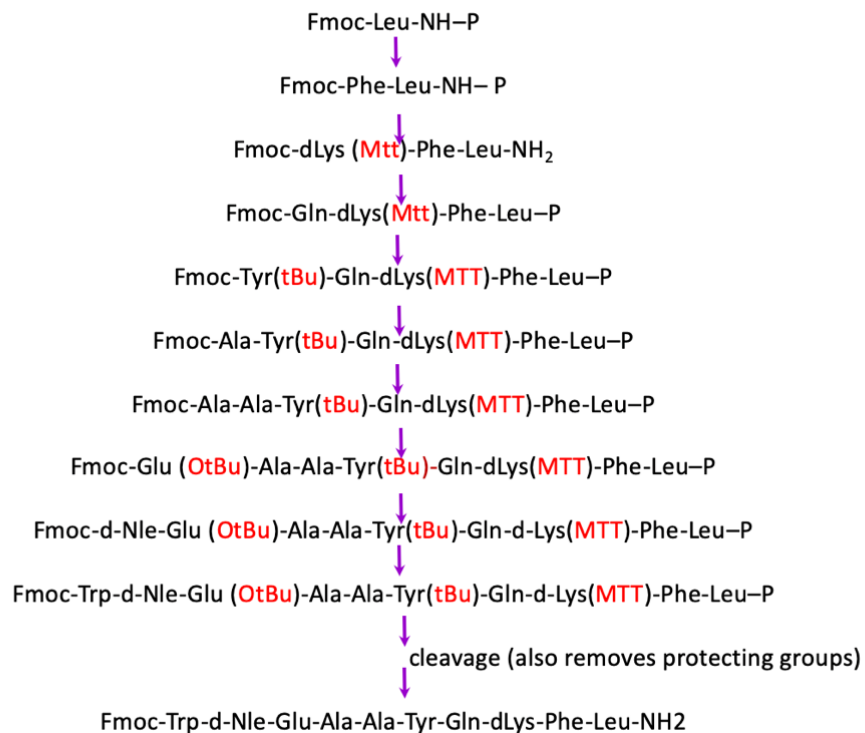 Fmoc-Leu-NH–P
Fmoc-Phe-Leu-NH– P
Fmoc-dLys (Mtt)-Phe-Leu-NH₂
Fmoc-Gln-dLys(Mtt)-Phe-Leu–P
Fmoc-Tyr(tBu)-Gln-dLys(MTT)-Phe-Leu–P
Fmoc-Ala-Tyr(tBu)-Gln-dLys(MTT)-Phe-Leu–P
Fmoc-Ala-Ala-Tyr(tBu)-Gln-dLys(MTT)-Phe-Leu–P
Fmoc-Glu (OtBu)-Ala-Ala-Tyr(tBu)-Gln-dLys(MTT)-Phe-Leu–P
Fmoc-d-Nle-Glu (OtBu)-Ala-Ala-Tyr(tBu)-Gln-d-Lys(MTT)-Phe-Leu–P
Fmoc-Trp-d-Nle-Glu (OtBu)-Ala-Ala-Tyr(tBu)-Gln-d-Lys(MTT)-Phe-Leu–P
cleavage (also removes protecting groups)
Fmoc-Trp-d-Nle-Glu-Ala-Ala-Tyr-Gln-dLys-Phe-Leu-NH2